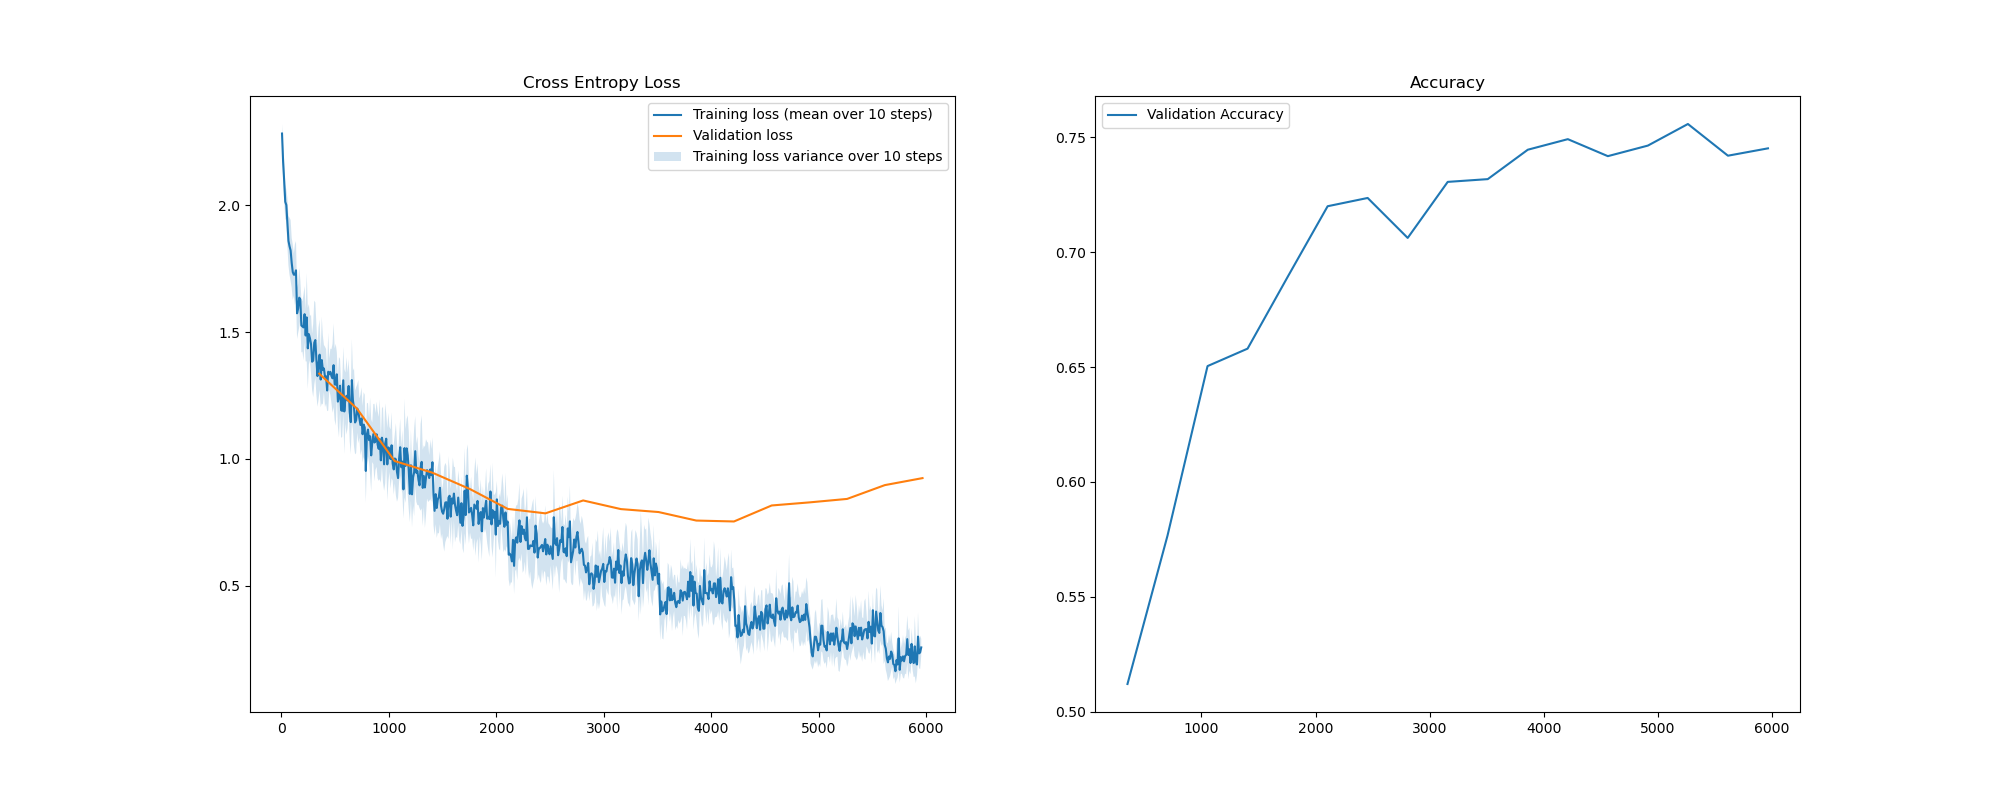 Cross Entropy Loss
Training loss (mean over 10 steps)
Validation loss
Training loss variance over 10 steps
2.0
1.5
1.0
0.5
0 1000 2000 3000 4000 5000 6000
Accuracy
Validation Accuracy
0.75
0.70
0.65
0.60
0.55
0.50
1000 2000 3000 4000 5000 6000